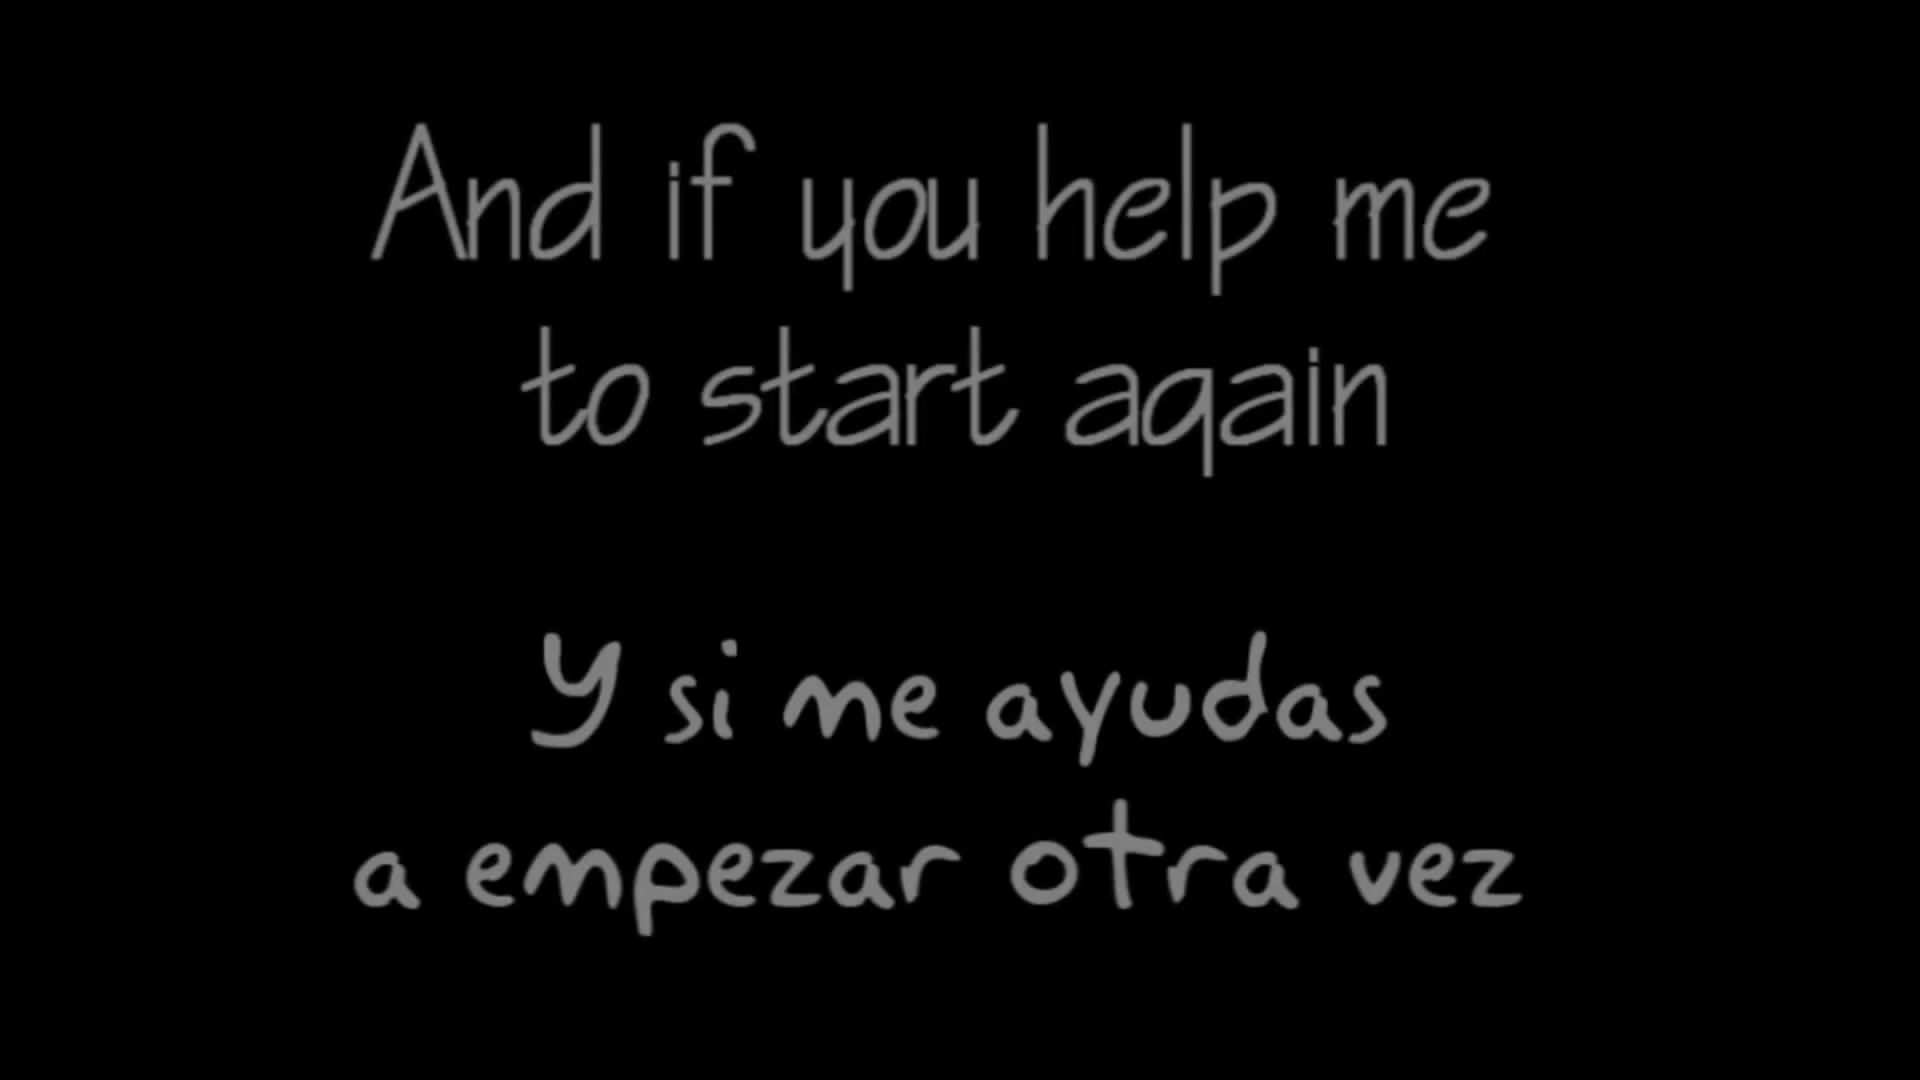 And if you help me
to start again
Y si me ayudas
a empezar otra vez